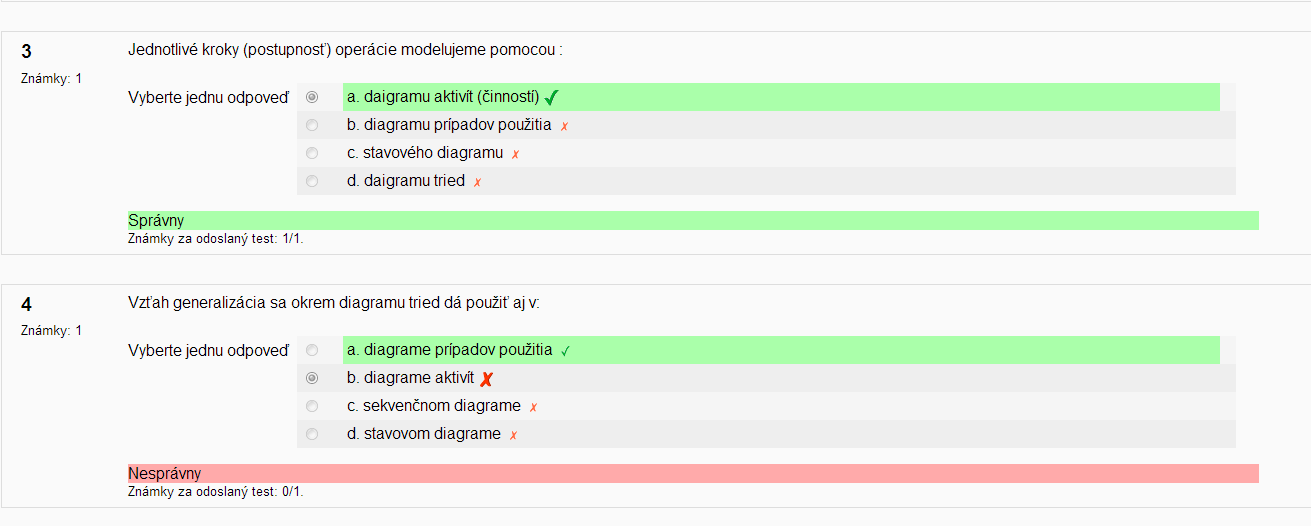 3
Známky: 1
Jednotlivé kroky (postupnosť) operácie modelujeme pomocou :
Vyberte jednu odpoveď
a. daigramu aktivít (činností)
b. diagramu prípadov použitia
c. stavového diagramu
d. daigramu tried
Správny
Známky za odoslaný test: 1/1.
4
Známky: 1
Vzťah generalizácia sa okrem diagramu tried dá použiť aj v:
Vyberte jednu odpoveď
a. diagrame prípadov použitia
b. diagrame aktivít
c. sekvenčnom diagrame
d. stavovom diagrame
Nesprávny
Známky za odoslaný test: 0/1.